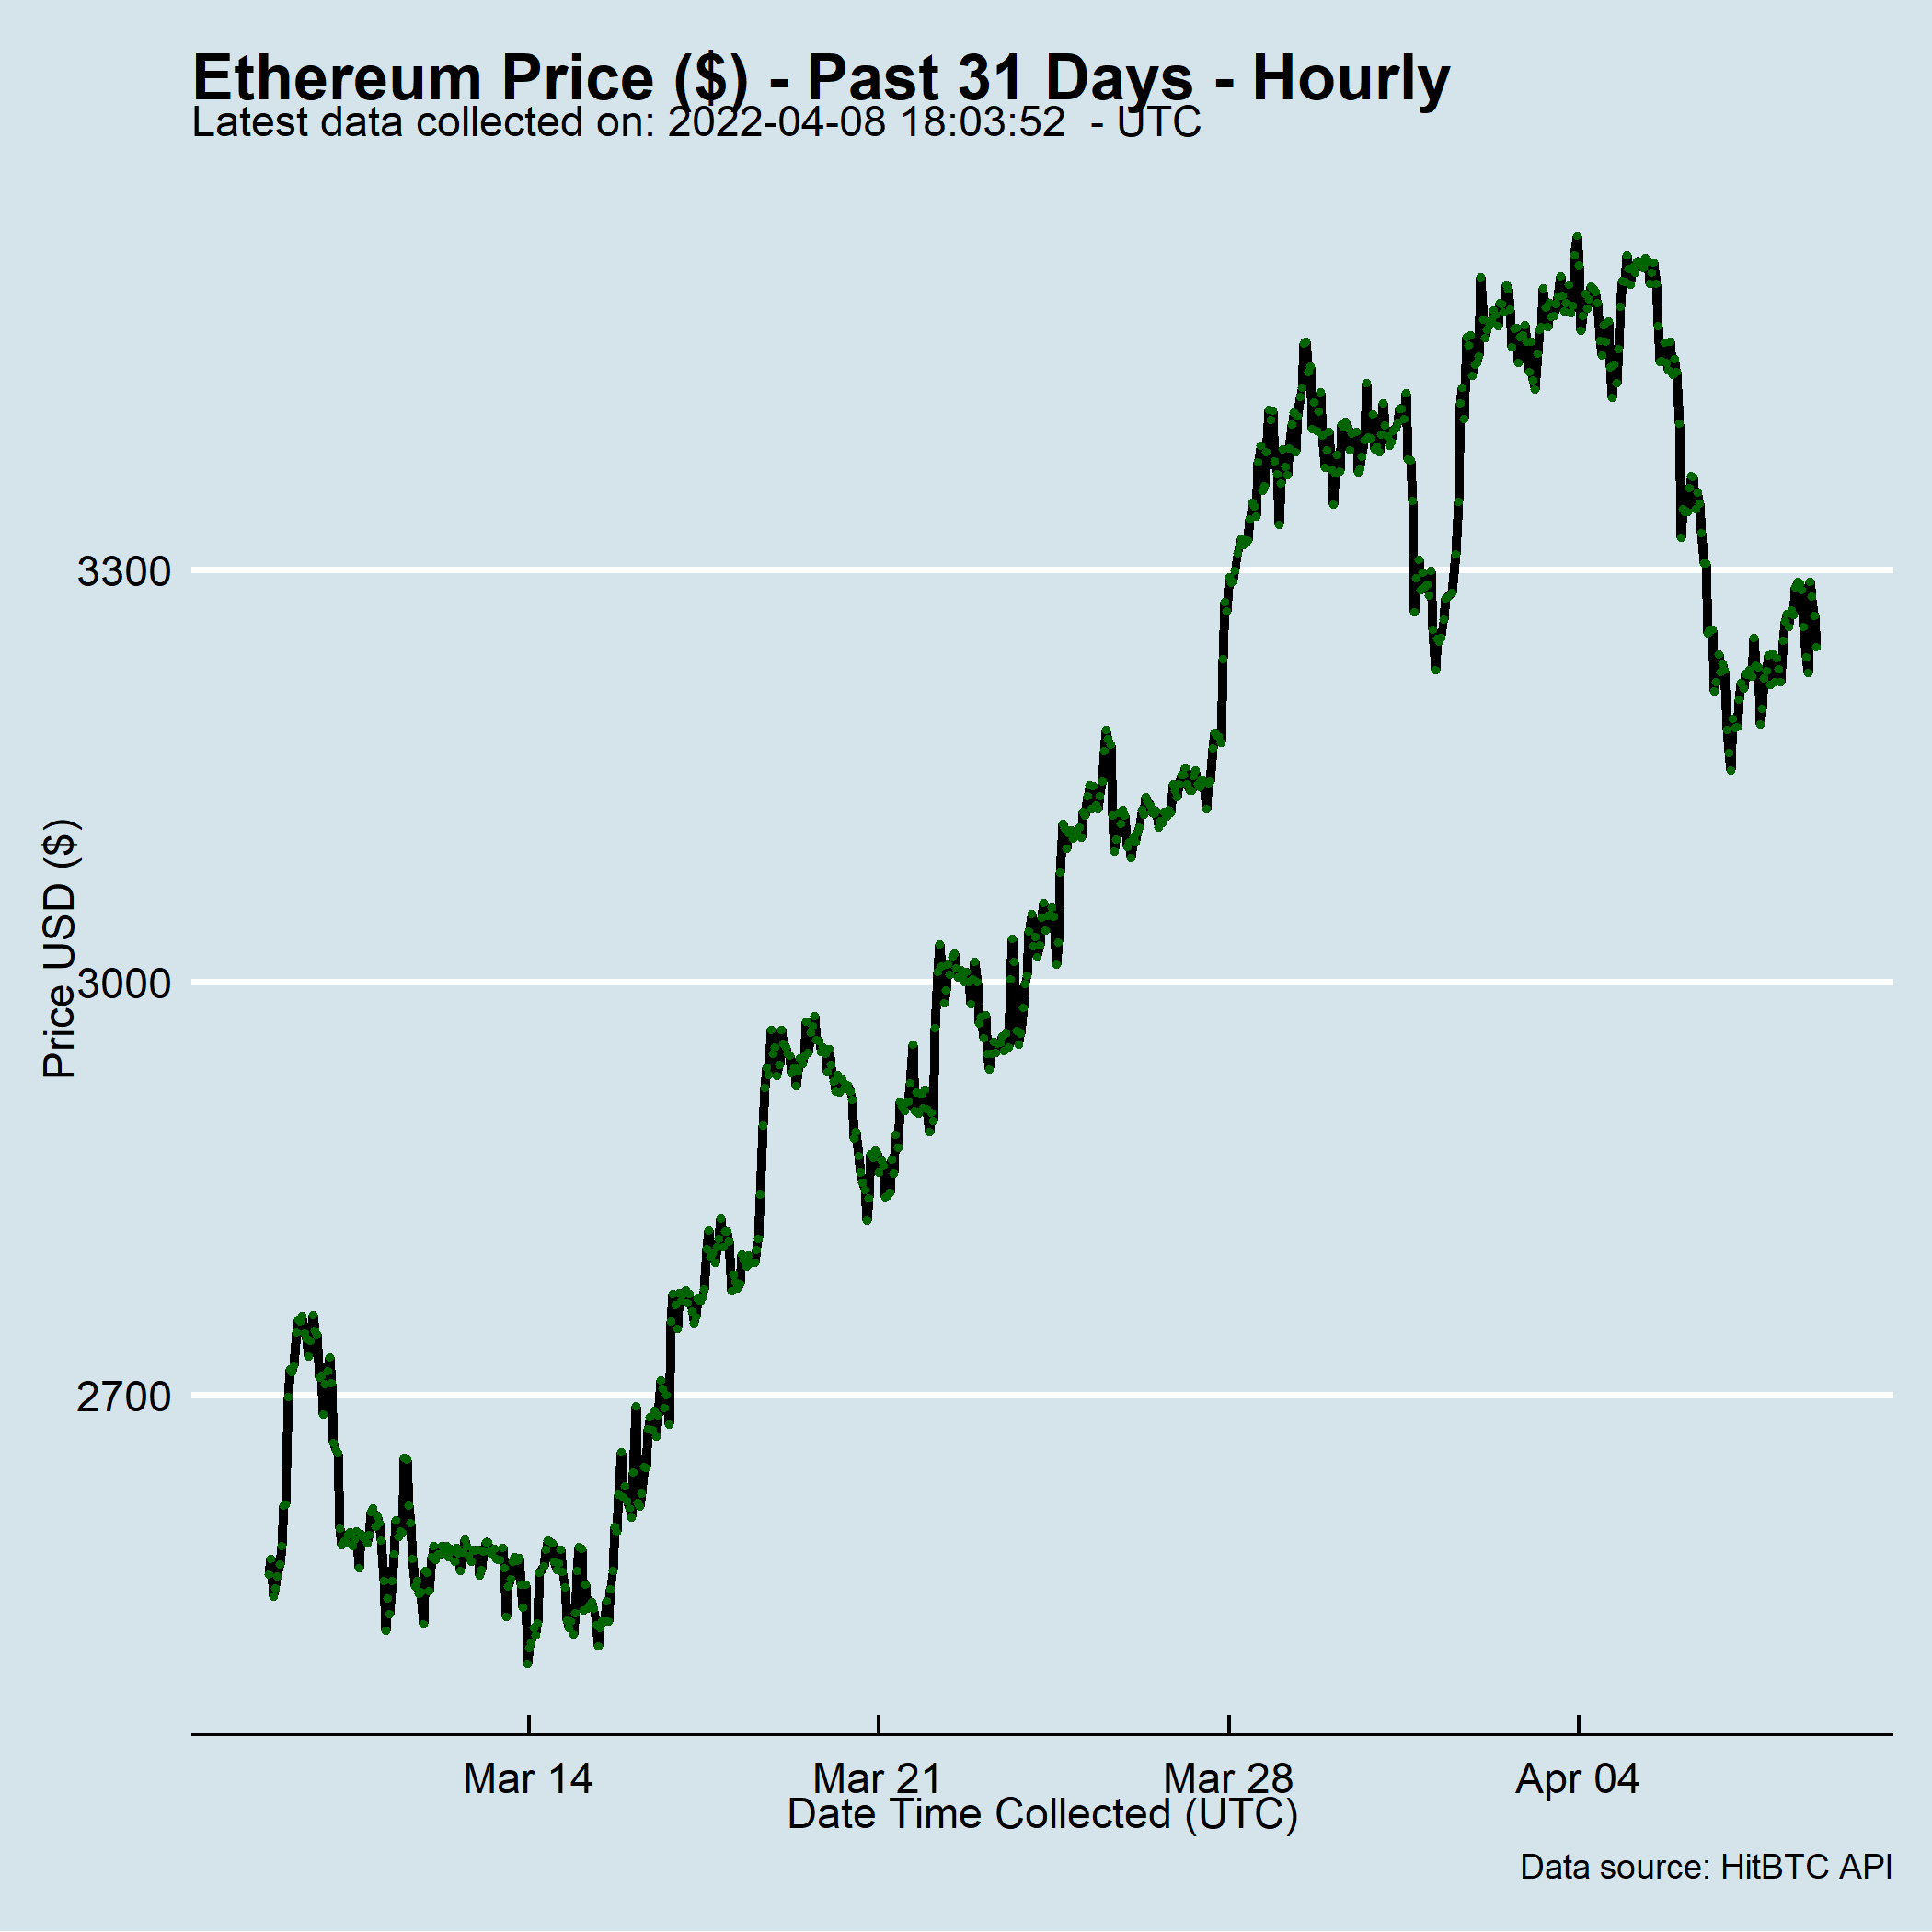 Ethereum Price ($) - Past 31 Days - Hourly
Latest data collected on: 2022-04-08 18:03:52  - UTC
Price USD ($)
3300
3000
2700
Mar 14
Mar 21
Mar 28
Apr 04
Date Time Collected (UTC)
Data source: HitBTC API